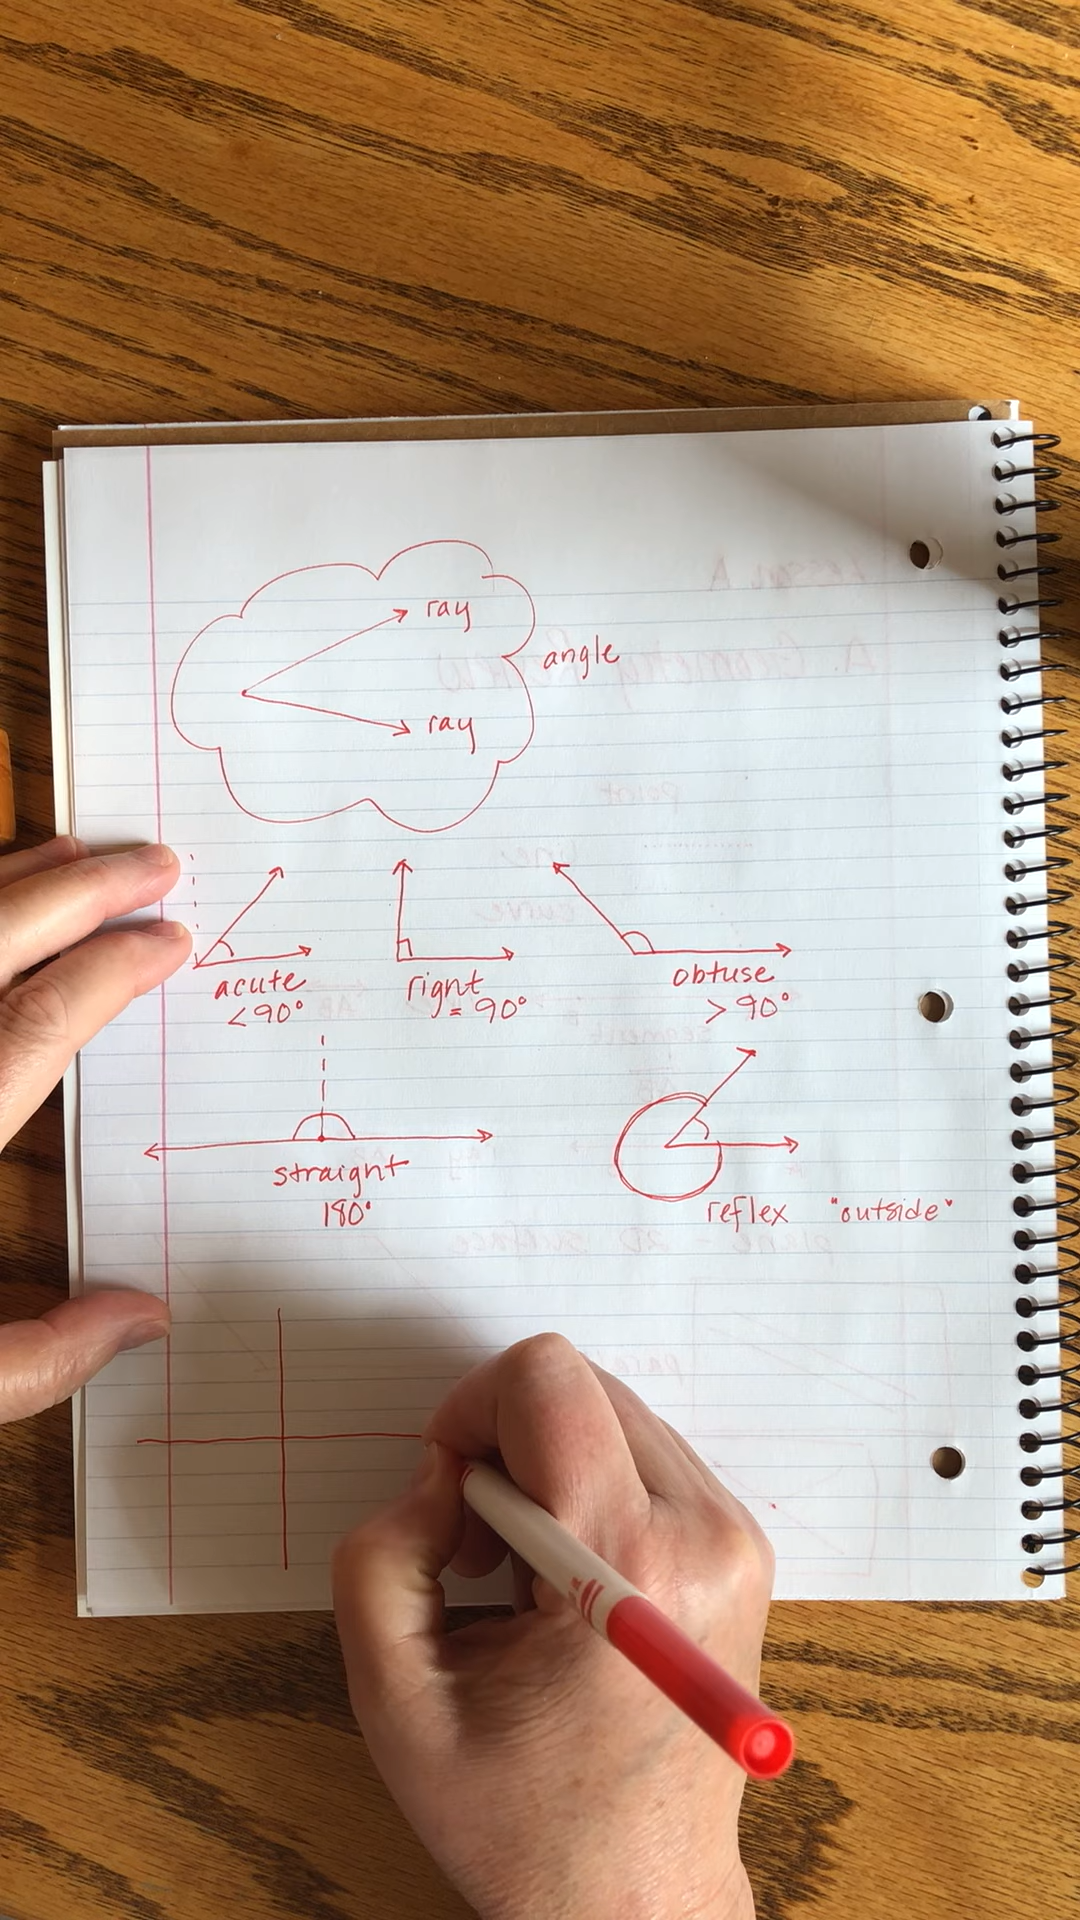 ray
angle
ray
acute
<90°
right
= 90°
obtuse
> 90°
straight
180°
reflex "outside"